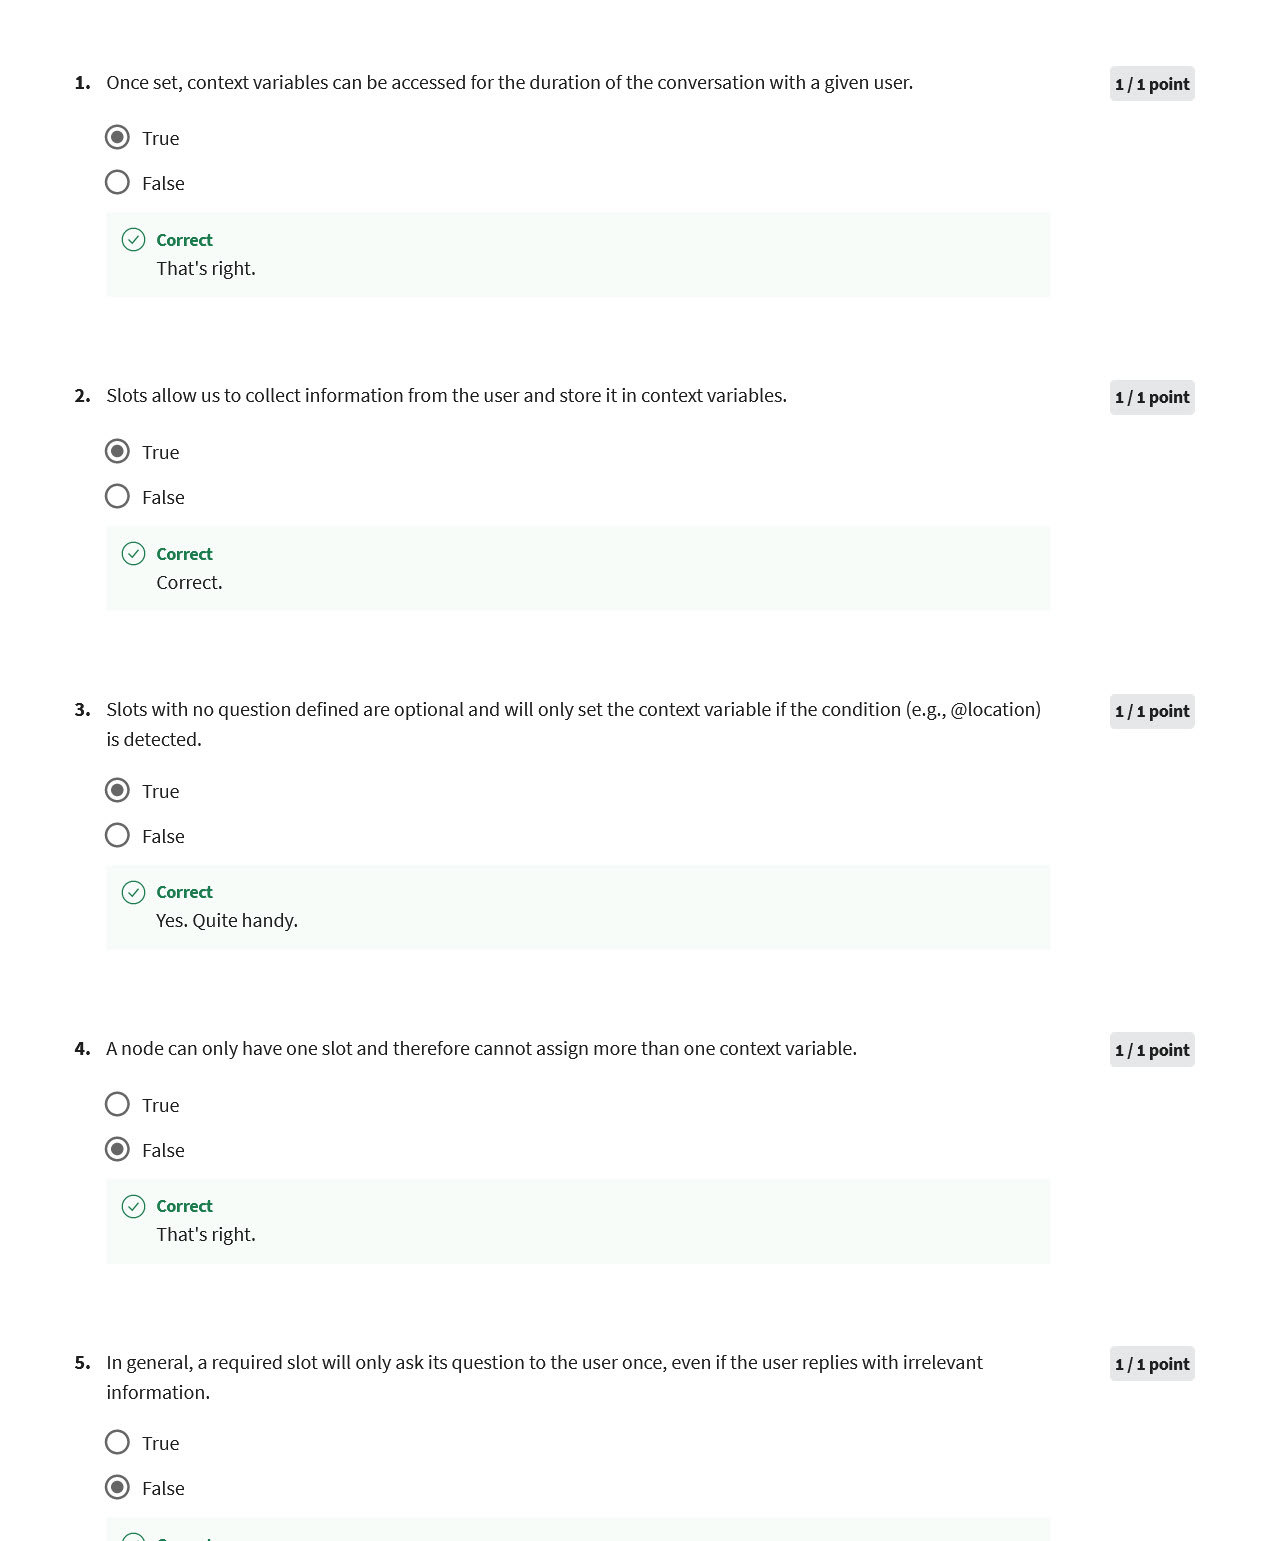 1. Once set, context variables can be accessed for the duration of the conversation with a given user.
1 / 1 point
True
False
Correct
That's right.
2. Slots allow us to collect information from the user and store it in context variables.
1 / 1 point
True
False
Correct
Correct.
3. Slots with no question defined are optional and will only set the context variable if the condition (e.g., @location)
is detected.
1 / 1 point
True
False
Correct
Yes. Quite handy.
4. A node can only have one slot and therefore cannot assign more than one context variable.
1 / 1 point
True
False
Correct
That's right.
5. In general, a required slot will only ask its question to the user once, even if the user replies with irrelevant
information.
1 / 1 point
True
False